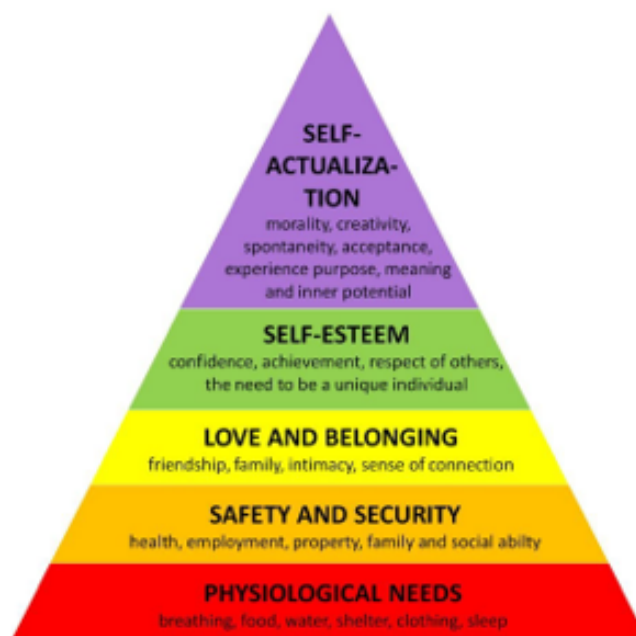 SELF-
ACTUALIZA-
TION
morality, creativity,
spontaneity, acceptance,
experience purpose, meaning
and inner potential
SELF-ESTEEM
confidence, achievement, respect of others,
the need to be a unique individual
LOVE AND BELONGING
friendship, family, intimacy, sense of connection
SAFETY AND SECURITY
health, employment, property, family and social abilty
PHYSIOLOGICAL NEEDS
breathing, food, water, shelter, clothing, sleep